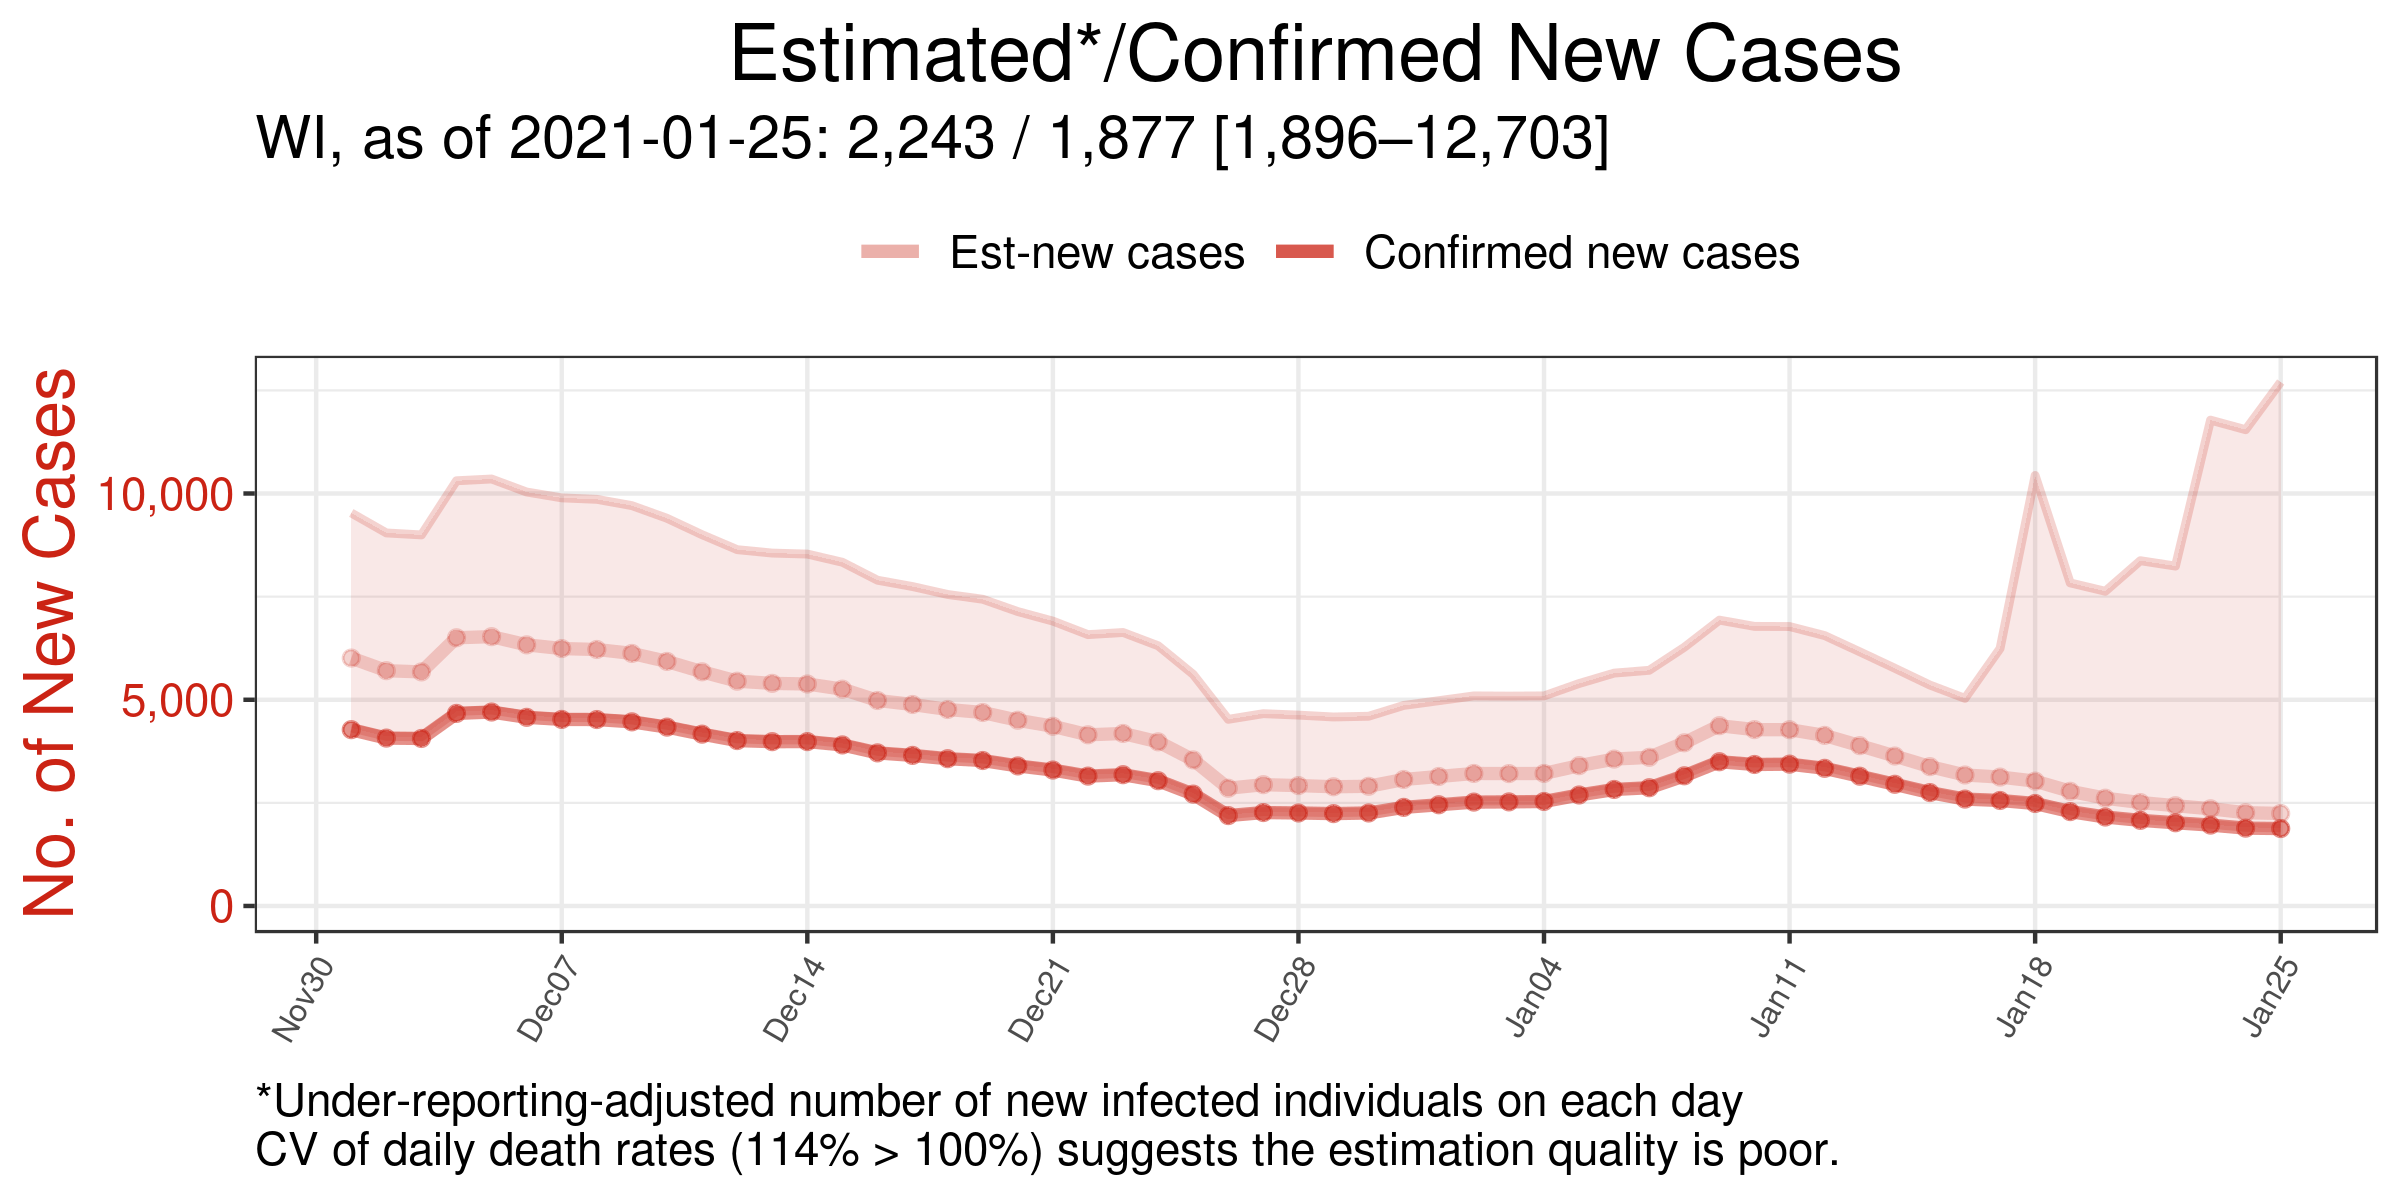 Estimated*/Confirmed New Cases
WI, as of 2021-01-25: 2,243 / 1,877 [1,896–12,703]
Est-new cases
Confirmed new cases
No. of New Cases
10,000
5,000
0
Nov30
Dec07
Dec14
Dec21
Dec28
Jan04
Jan11
Jan18
Jan25
*Under-reporting-adjusted number of new infected individuals on each day
CV of daily death rates (114% > 100%) suggests the estimation quality is poor.